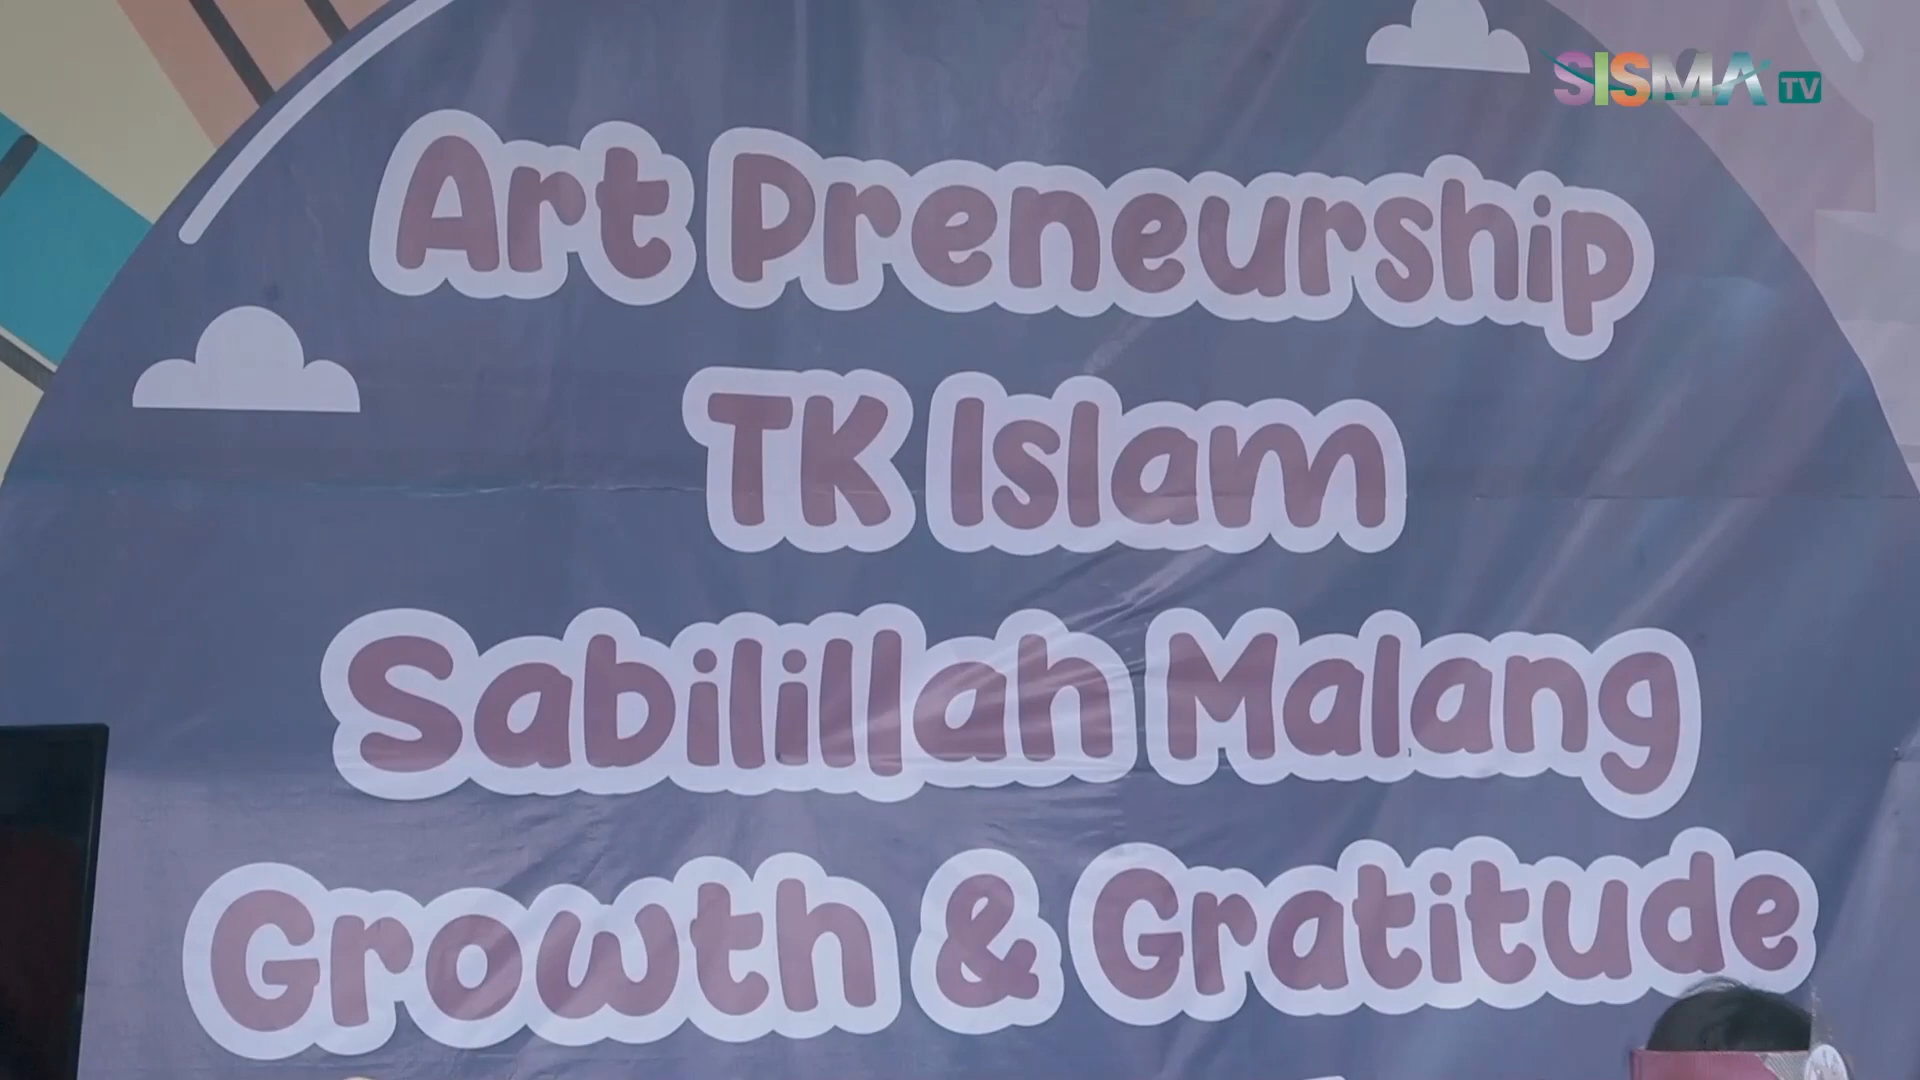 SISMA TV
Art Preneurship
TK Islam
Sabilillah Malang
Growth & Gratitude